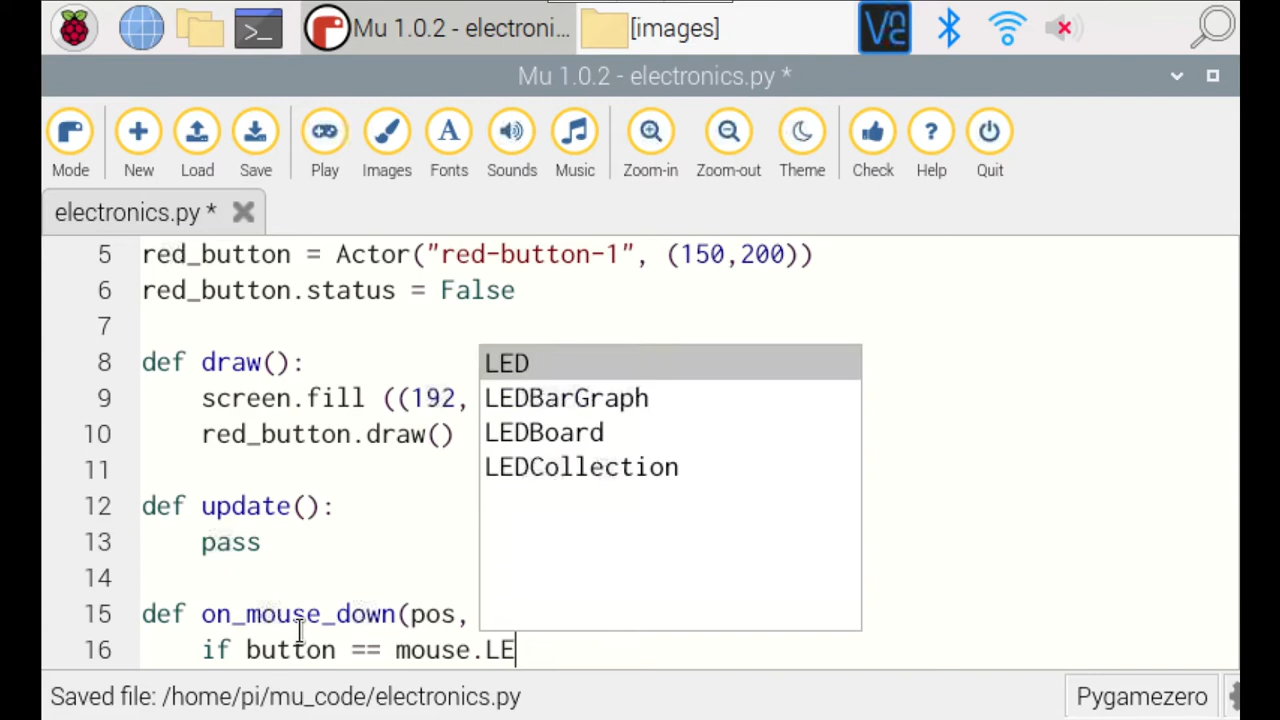 Mu 1.0.2 - electroni...
[images]
Mu 1.0.2 - electronics.py *
Mode New Load Save Play Images Fonts Sounds Music Zoom-in Zoom-out Theme Check Help Quit
electronics.py *
5 red_button = Actor("red-button-1", (150,200))
6 red_button.status = False
7
8 def draw():
9 screen.fill ((192,
10 red_button.draw()
11
12 def update():
13 pass
14
15 def on_mouse_down(pos,
16 if button == mouse.LE
LED
LEDBarGraph
LEDBoard
LEDCollection
Saved file: /home/pi/mu_code/electronics.py
Pygamezero